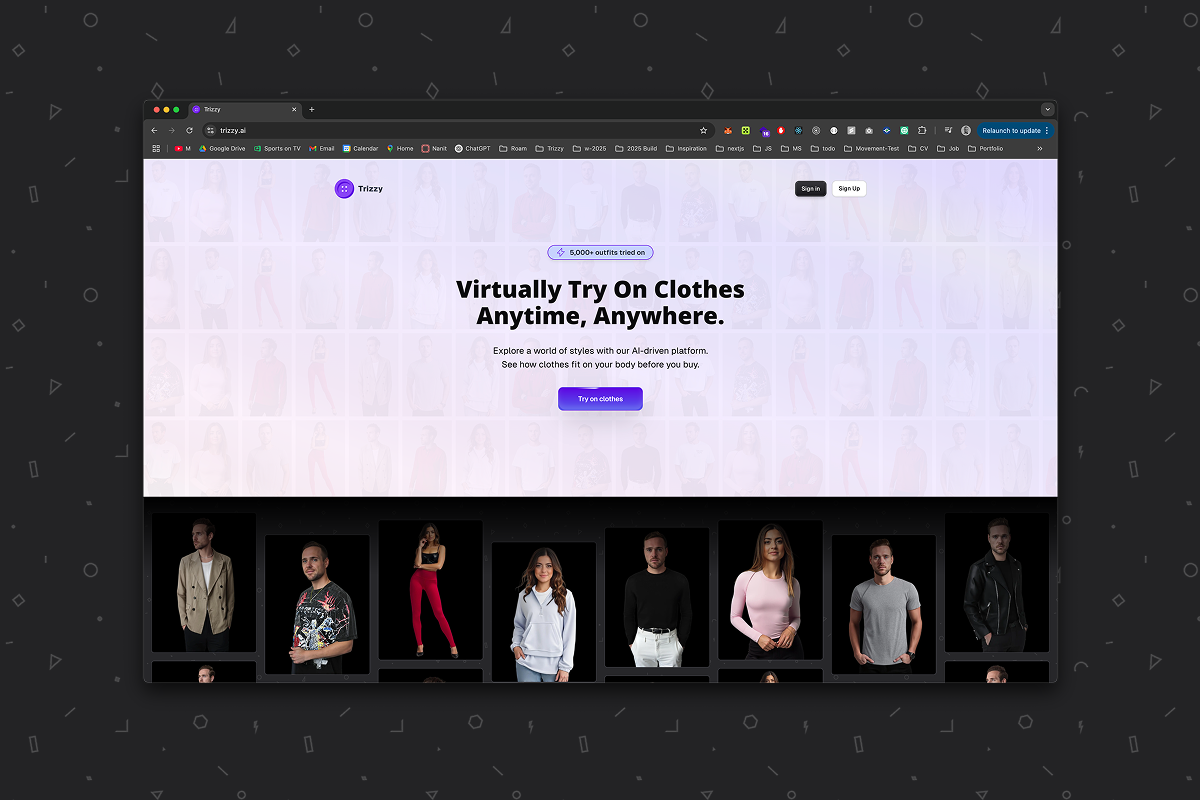 Trizzy
trizzy.ai
16
Relaunch to update
M
Google Drive
Sports on TV
Email
Calendar
Home
Nanit
ChatGPT
Roam
Trizzy
w-2025
2025 Build
Inspiration
nextjs
JS
MS
todo
Movement-Test
CV
Job
Portfolio
Trizzy
Sign in
Sign Up
5,000+ outfits tried on
Virtually Try On Clothes
Anytime, Anywhere.
Explore a world of styles with our AI-driven platform.
See how clothes fit on your body before you buy.
Try on clothes